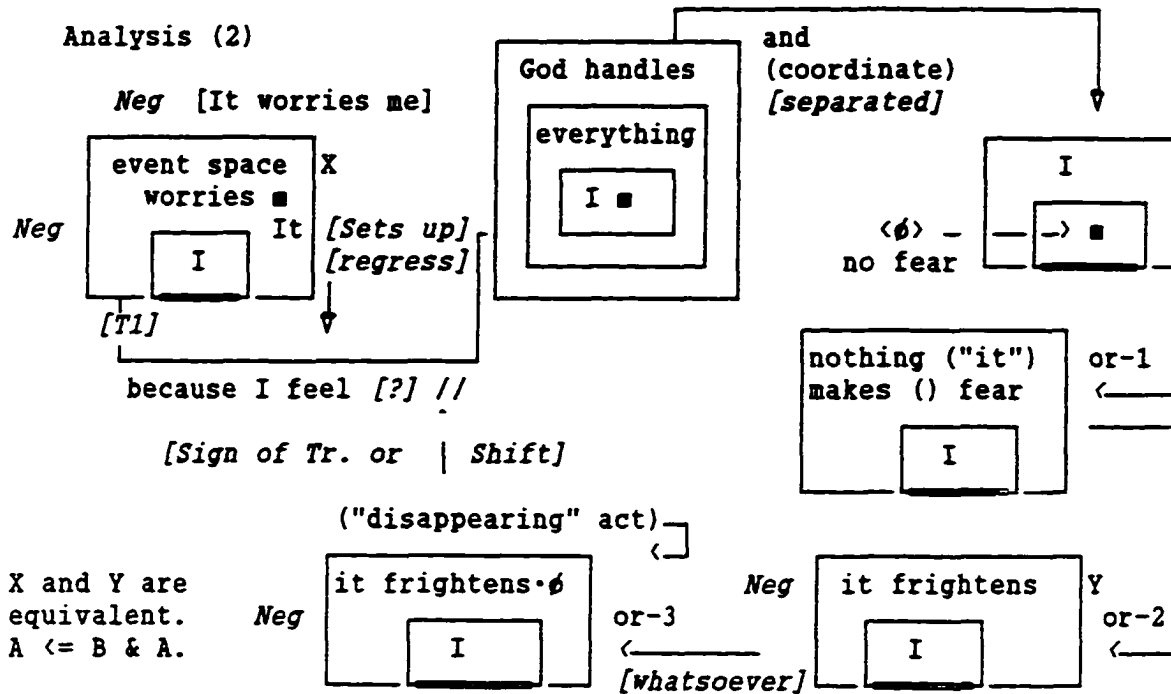 Analysis (2)
Neg [It worries me]
event space X
worries ■
It
Neg
I
[Sets up]
[regress]
[T1]
because I feel [?] //
[Sign of Tr. or | Shift]
God handles
everything
I ■
and
(coordinate)
[separated]
I
<ø> — — —> ■
no fear
nothing ("it")
makes () fear
I
or-1
("disappearing" act)
X and Y are
equivalent.
A <= B & A.
Neg
it frightens·ø
I
or-3
[whatsoever]
Neg
it frightens
I
Y
or-2